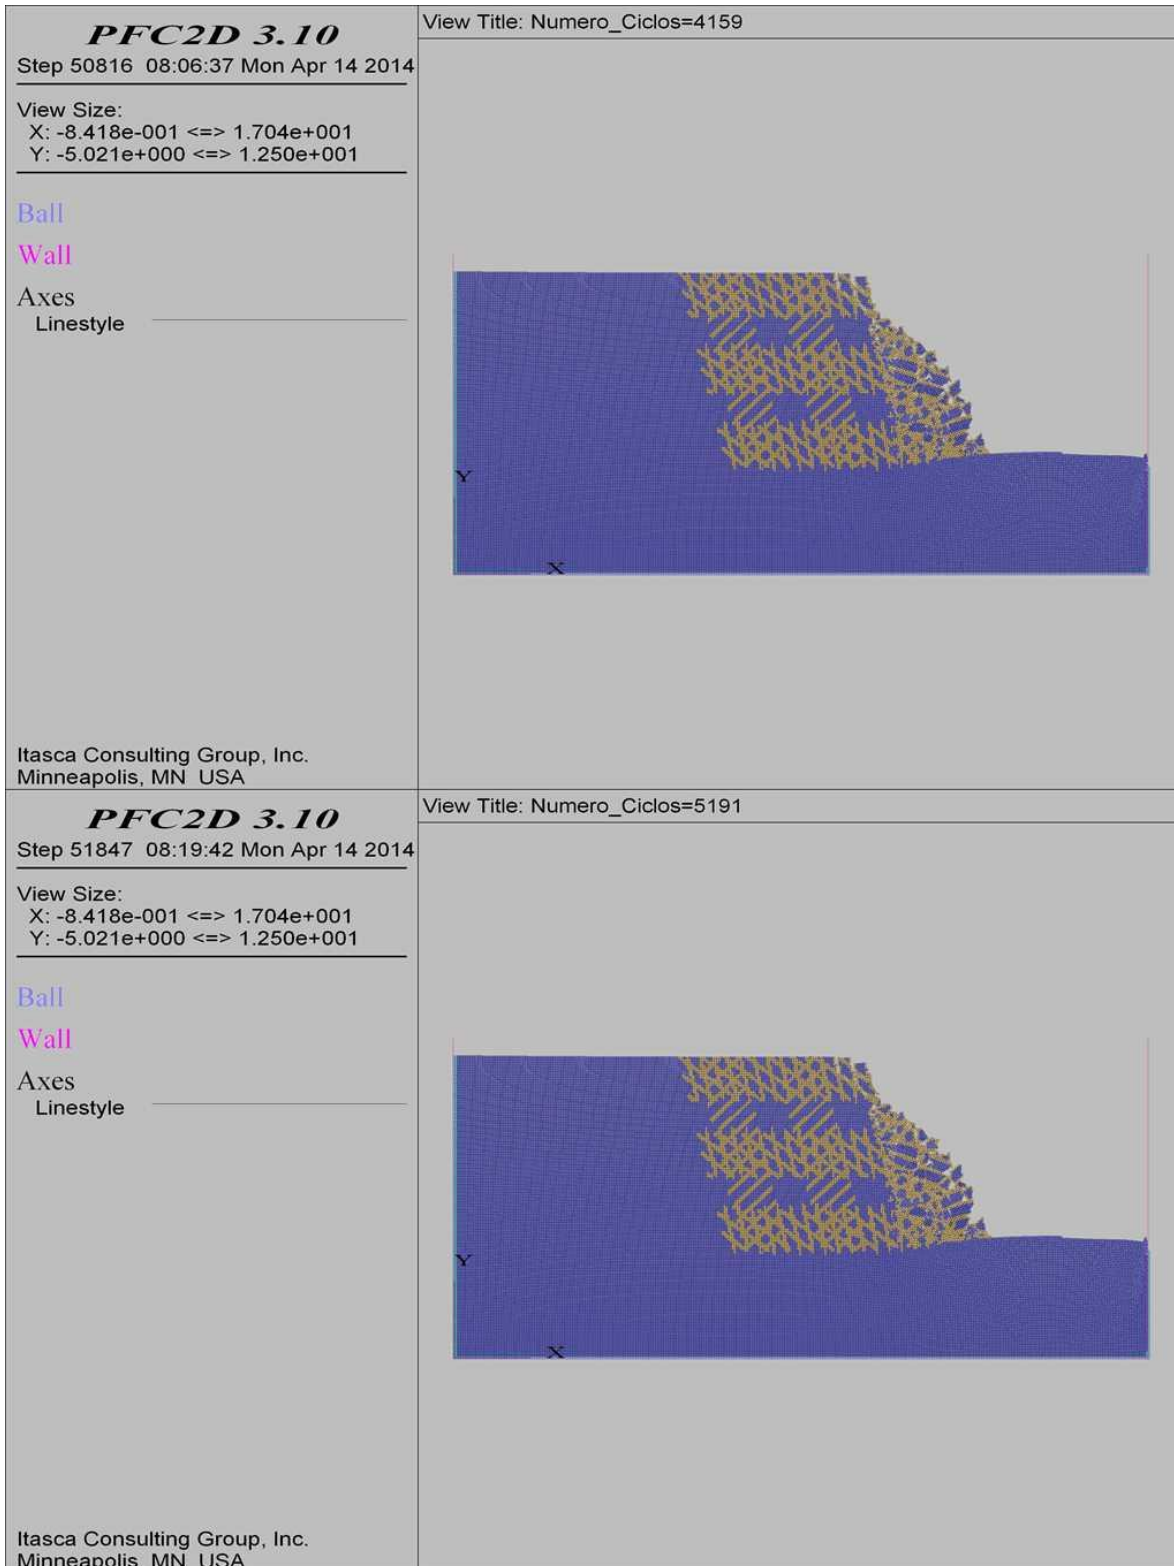 PFC2D 3.10
Step 50816  08:06:37 Mon Apr 14 2014
View Size:
X: -8.418e-001 <=> 1.704e+001
Y: -5.021e+000 <=> 1.250e+001
Ball
Wall
Axes
Linestyle
Itasca Consulting Group, Inc.
Minneapolis, MN  USA
View Title: Numero_Ciclos=4159
Y
X
PFC2D 3.10
Step 51847  08:19:42 Mon Apr 14 2014
View Size:
X: -8.418e-001 <=> 1.704e+001
Y: -5.021e+000 <=> 1.250e+001
Ball
Wall
Axes
Linestyle
Itasca Consulting Group, Inc.
Minneapolis, MN  USA
View Title: Numero_Ciclos=5191
Y
X